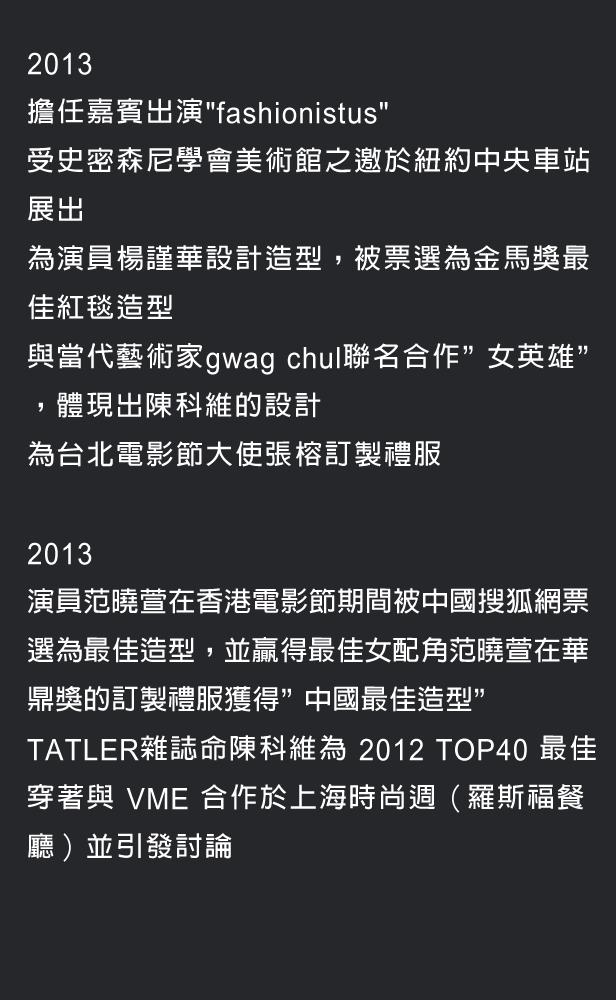 2013
擔任嘉賓出演"fashionistus"
受史密森尼學會美術館之邀於紐約中央車站
展出
為演員楊謹華設計造型，被票選為金馬獎最
佳紅毯造型
與當代藝術家gwag chul聯名合作” 女英雄”
，體現出陳科維的設計
為台北電影節大使張榕訂製禮服
2013
演員范曉萱在香港電影節期間被中國搜狐網票
選為最佳造型，並贏得最佳女配角范曉萱在華
鼎獎的訂製禮服獲得” 中國最佳造型”
TATLER雜誌命陳科維為 2012 TOP40 最佳
穿著與 VME 合作於上海時尚週（羅斯福餐
廳）並引發討論